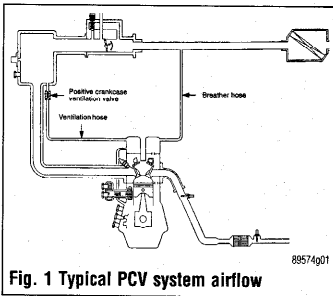 Positive crankcase
ventilation valve
Breather hose
Ventilation hose
89574g01
Fig. 1 Typical PCV system airflow